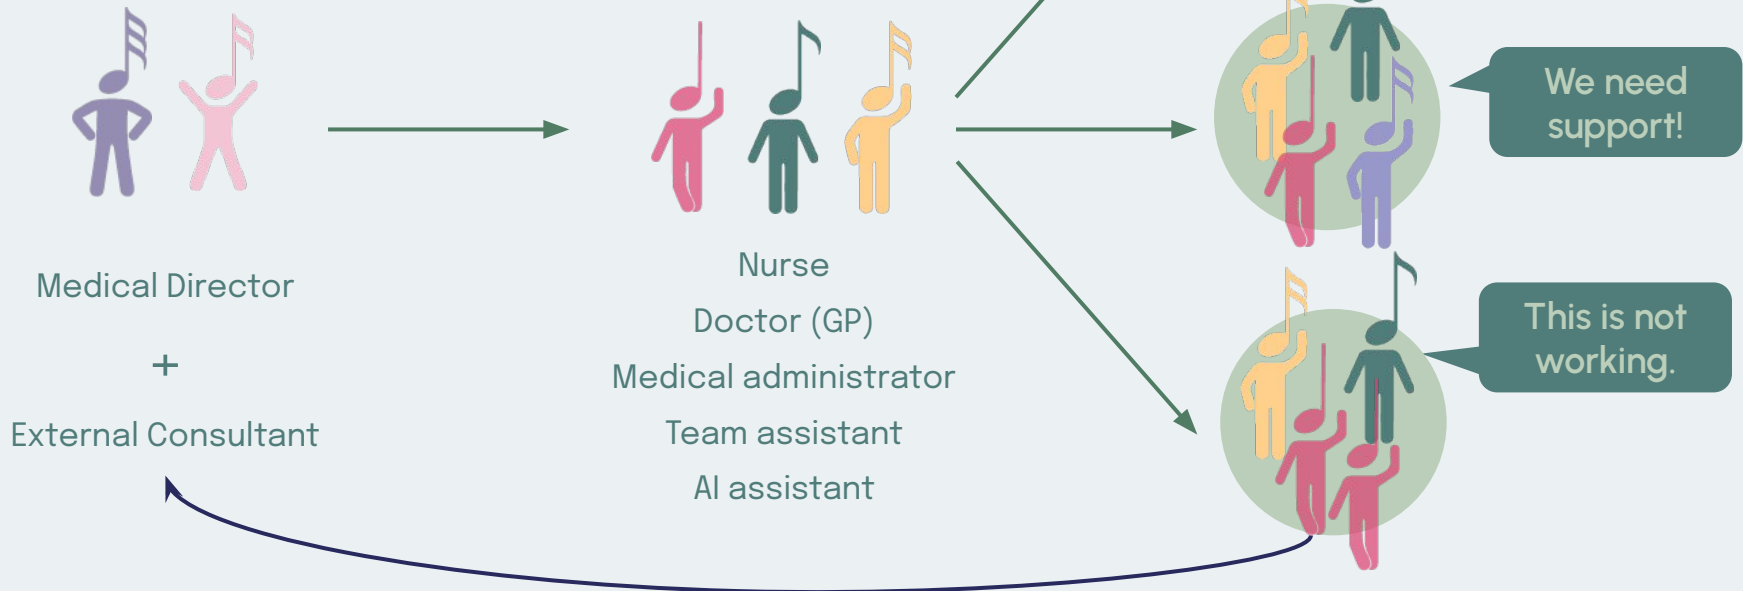 Medical Director
+
External Consultant
Nurse
Doctor (GP)
Medical administrator
Team assistant
AI assistant
We need
support!
This is not
working.